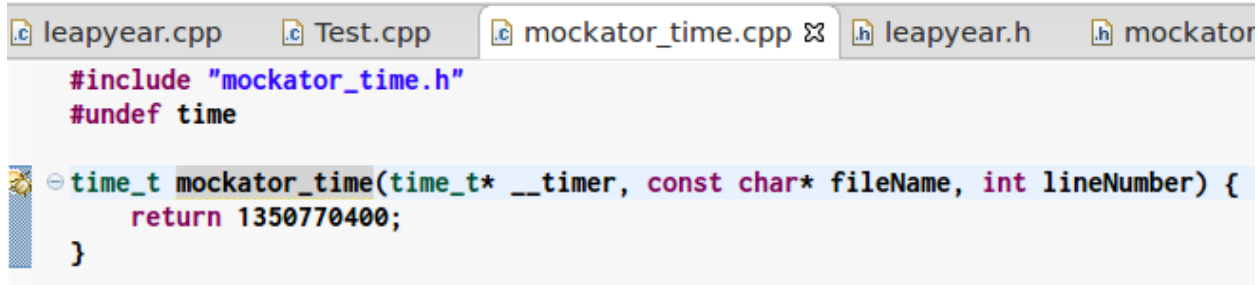 leapyear.cpp Test.cpp mockator_time.cpp leapyear.h mockator
#include "mockator_time.h"
#undef time
time_t mockator_time(time_t* __timer, const char* fileName, int lineNumber) {
return 1350770400;
}